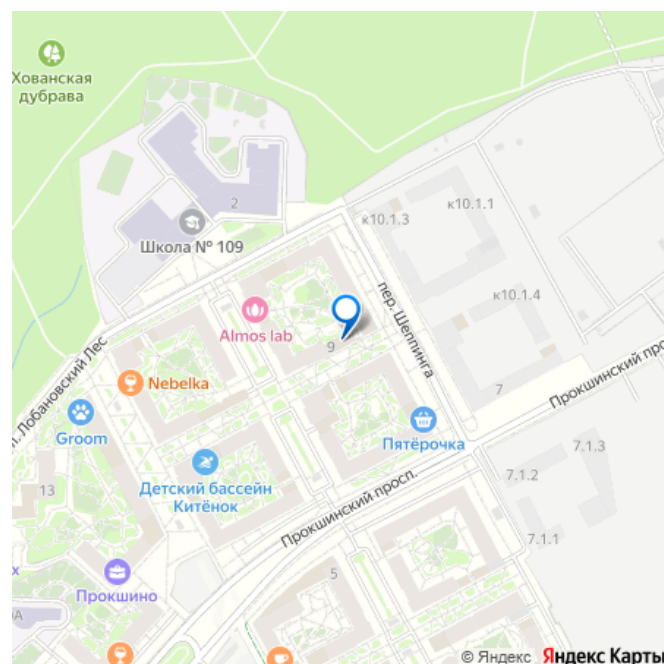 Хованская
дубрава
2
Школа № 109
к10.1.3
к10.1.1
к10.1.4
пер. Шеппинга
Almos lab
9
7
Прокшинский
Nebelka
Лобановский Лес
Groom
Пятёрочка
7.1.3
7.1.2
7.1.1
Детский бассейн
Китёнок
13
Прокшинский просп.
Прокшино
5
© Яндекс Яндекс Карты